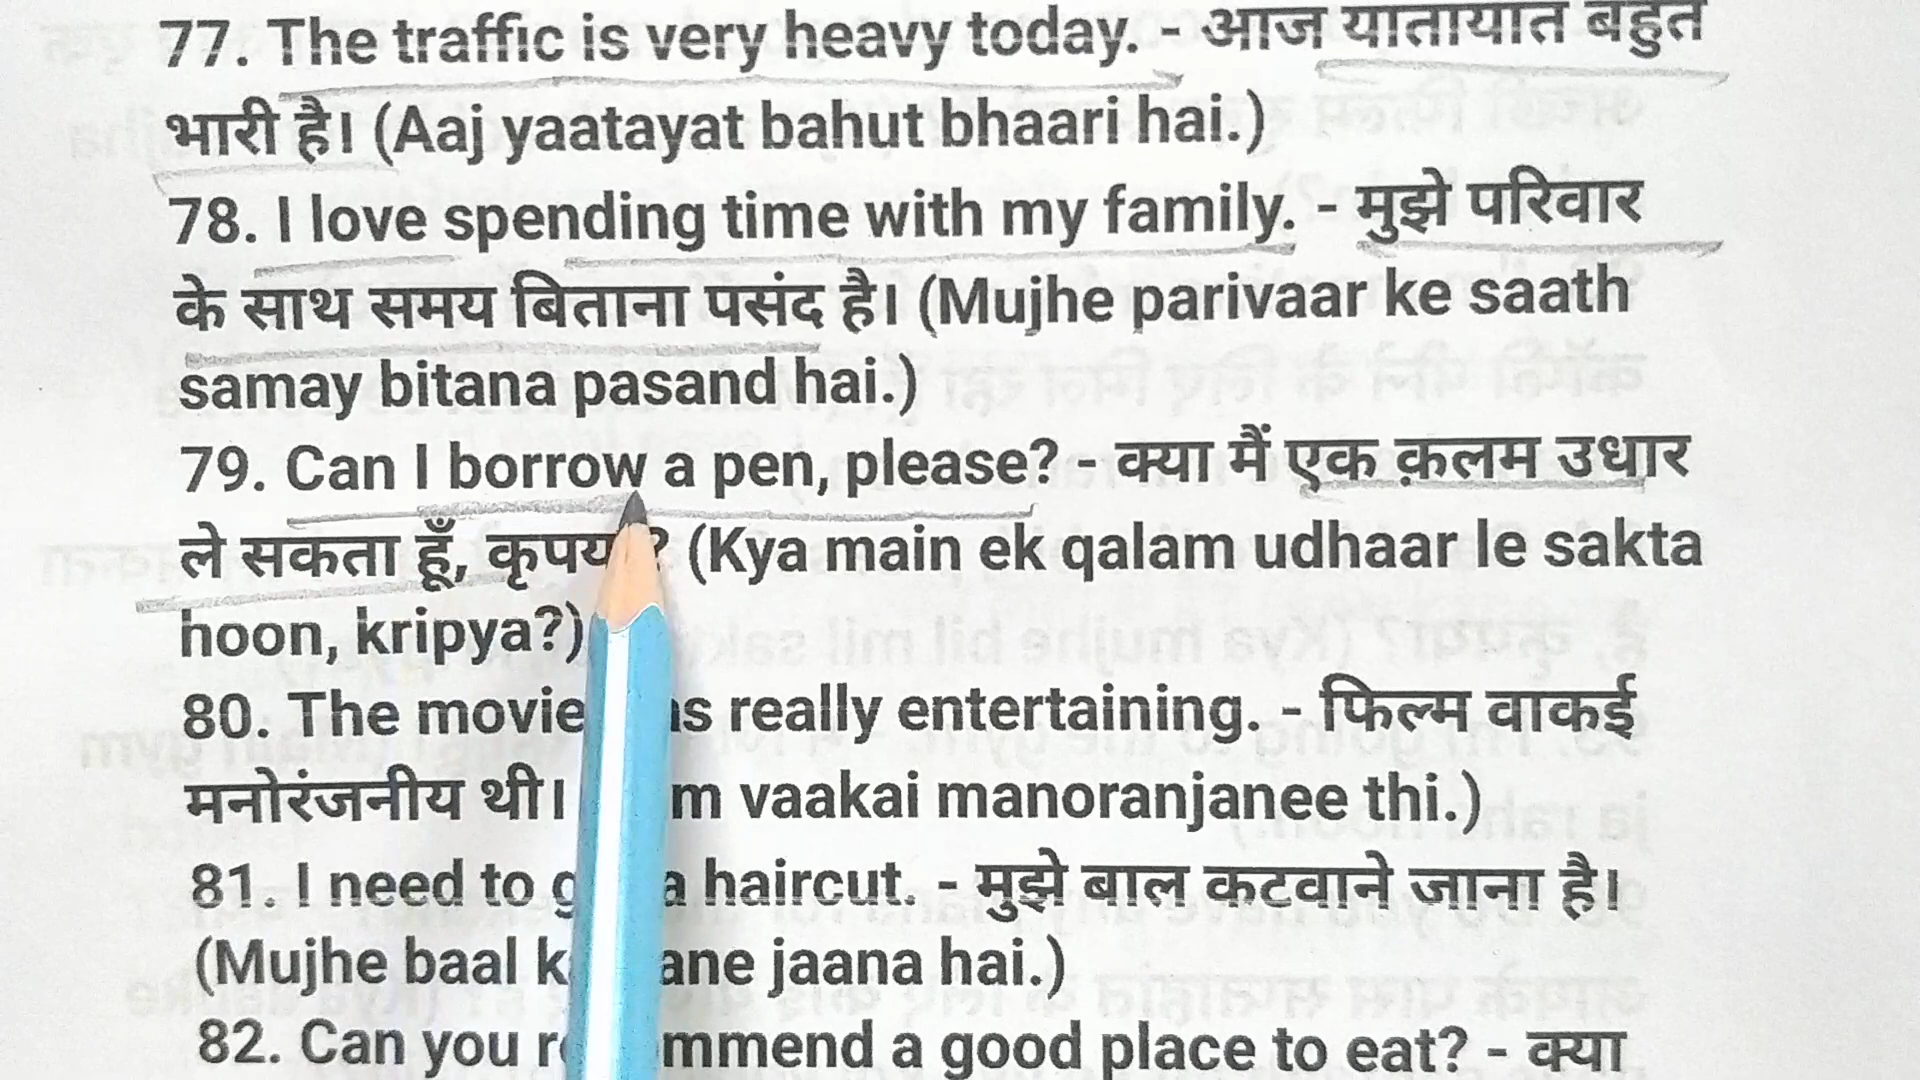 77. The traffic is very heavy today. - आज यातायात बहुत
भारी है। (Aaj yaatayat bahut bhaari hai.)
78. I love spending time with my family. - मुझे परिवार
के साथ समय बिताना पसंद है। (Mujhe parivaar ke saath
samay bitana pasand hai.)
79. Can I borrow a pen, please? - क्या मैं एक क़लम उधार
ले सकता हूँ, ? (Kya main ek qalam udhaar le sakta
hoon, kripya?)
80. The movie really entertaining. - फिल्म वाकई
मनोरंजनीय थी। vaakai manoranjanee thi.)
81. I need to a haircut. - मुझे बाल कटवाने जाना है।
(Mujhe baal jaana hai.)
82. Can you a good place to eat? - क्या